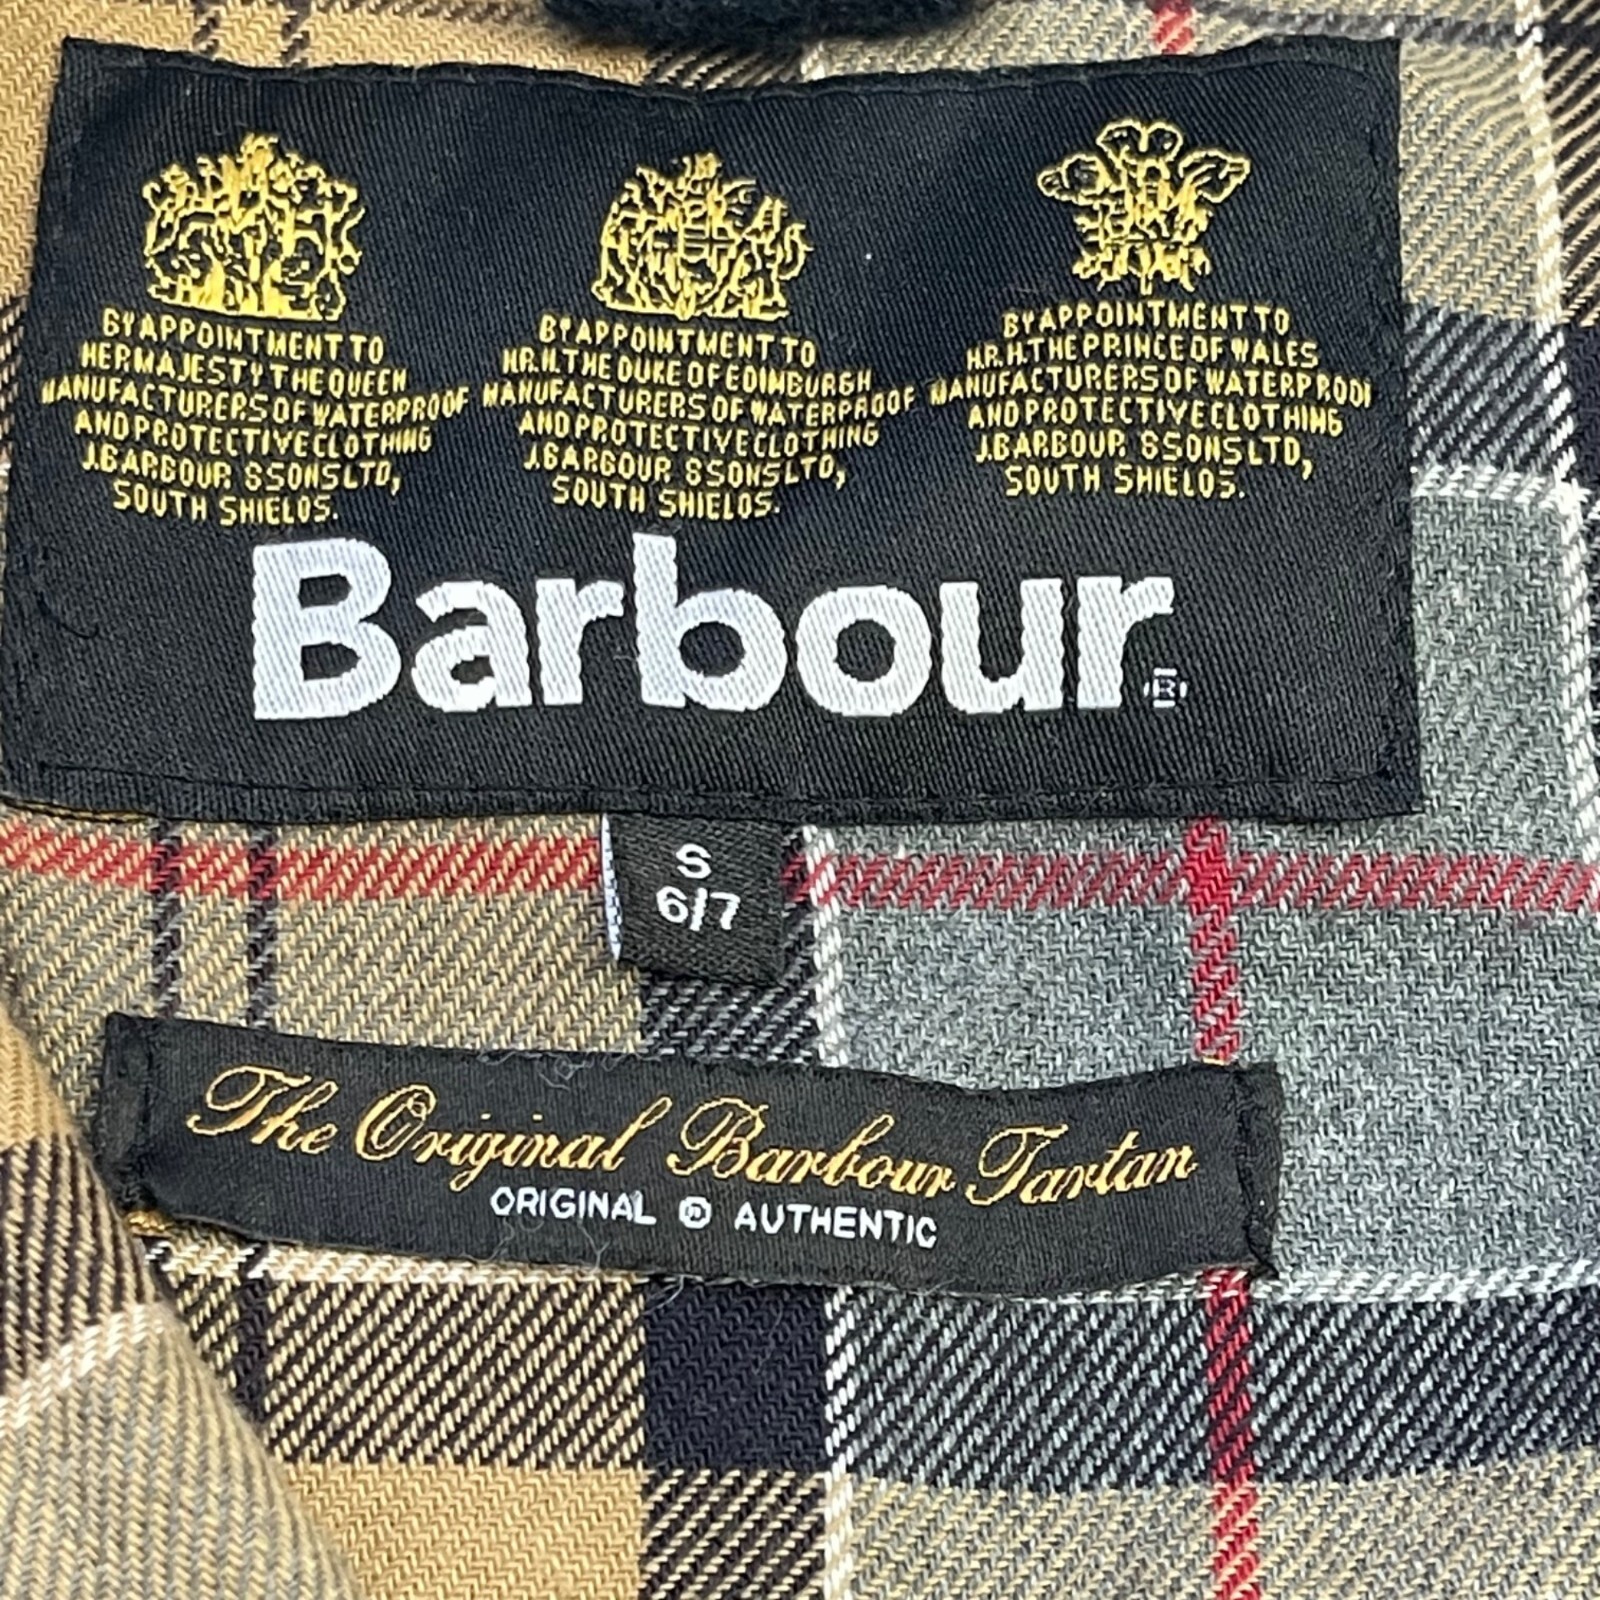 BY APPOINTMENT TO
HER MAJESTY THE QUEEN
MANUFACTURERS OF WATERPROOF
AND PROTECTIVE CLOTHING
J.BARBOUR & SONS LTD,
SOUTH SHIELDS.
BY APPOINTMENT TO
H.R.H. THE DUKE OF EDINBURGH
MANUFACTURERS OF WATERPROOF
AND PROTECTIVE CLOTHING
J.BARBOUR & SONS LTD,
SOUTH SHIELDS.
BY APPOINTMENT TO
H.R.H. THE PRINCE OF WALES
MANUFACTURERS OF WATERPROOF
AND PROTECTIVE CLOTHING
J.BARBOUR & SONS LTD,
SOUTH SHIELDS.
Barbour®
S
6/7
The Original Barbour Tartan
ORIGINAL ® AUTHENTIC